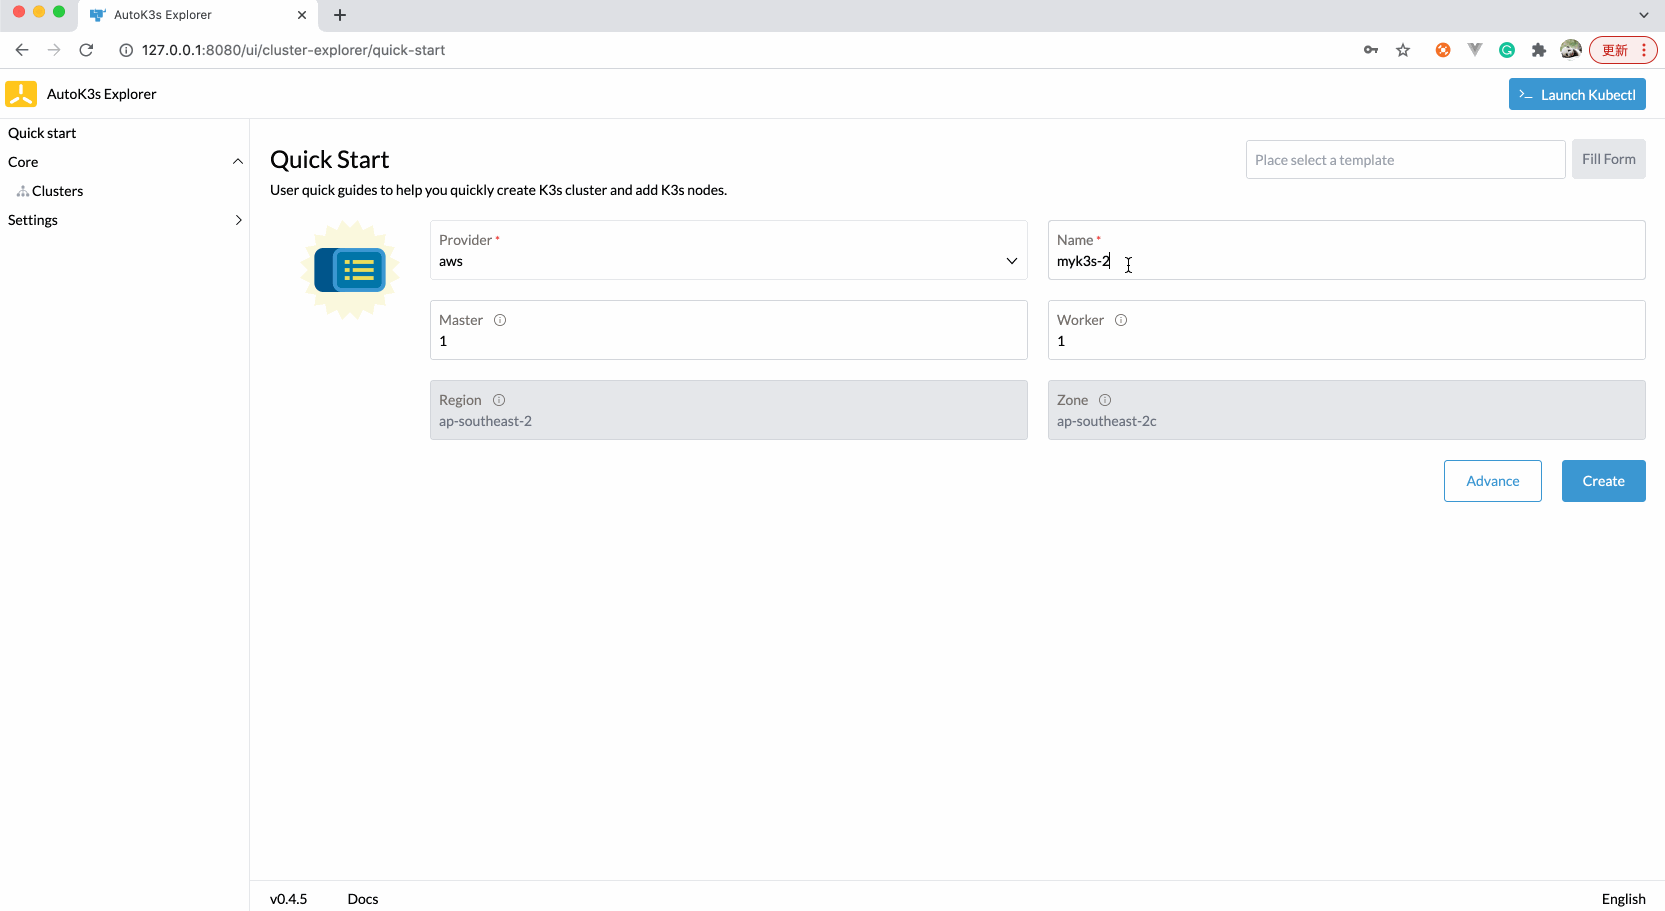 AutoK3s Explorer
127.0.0.1:8080/ui/cluster-explorer/quick-start
更新
AutoK3s Explorer
>_ Launch Kubectl
Quick start
Core
Clusters
Settings
Quick Start
User quick guides to help you quickly create K3s cluster and add K3s nodes.
Place select a template
Fill Form
Provider *
aws
Name *
myk3s-2
Master
1
Worker
1
Region
ap-southeast-2
Zone
ap-southeast-2c
Advance
Create
v0.4.5
Docs
English